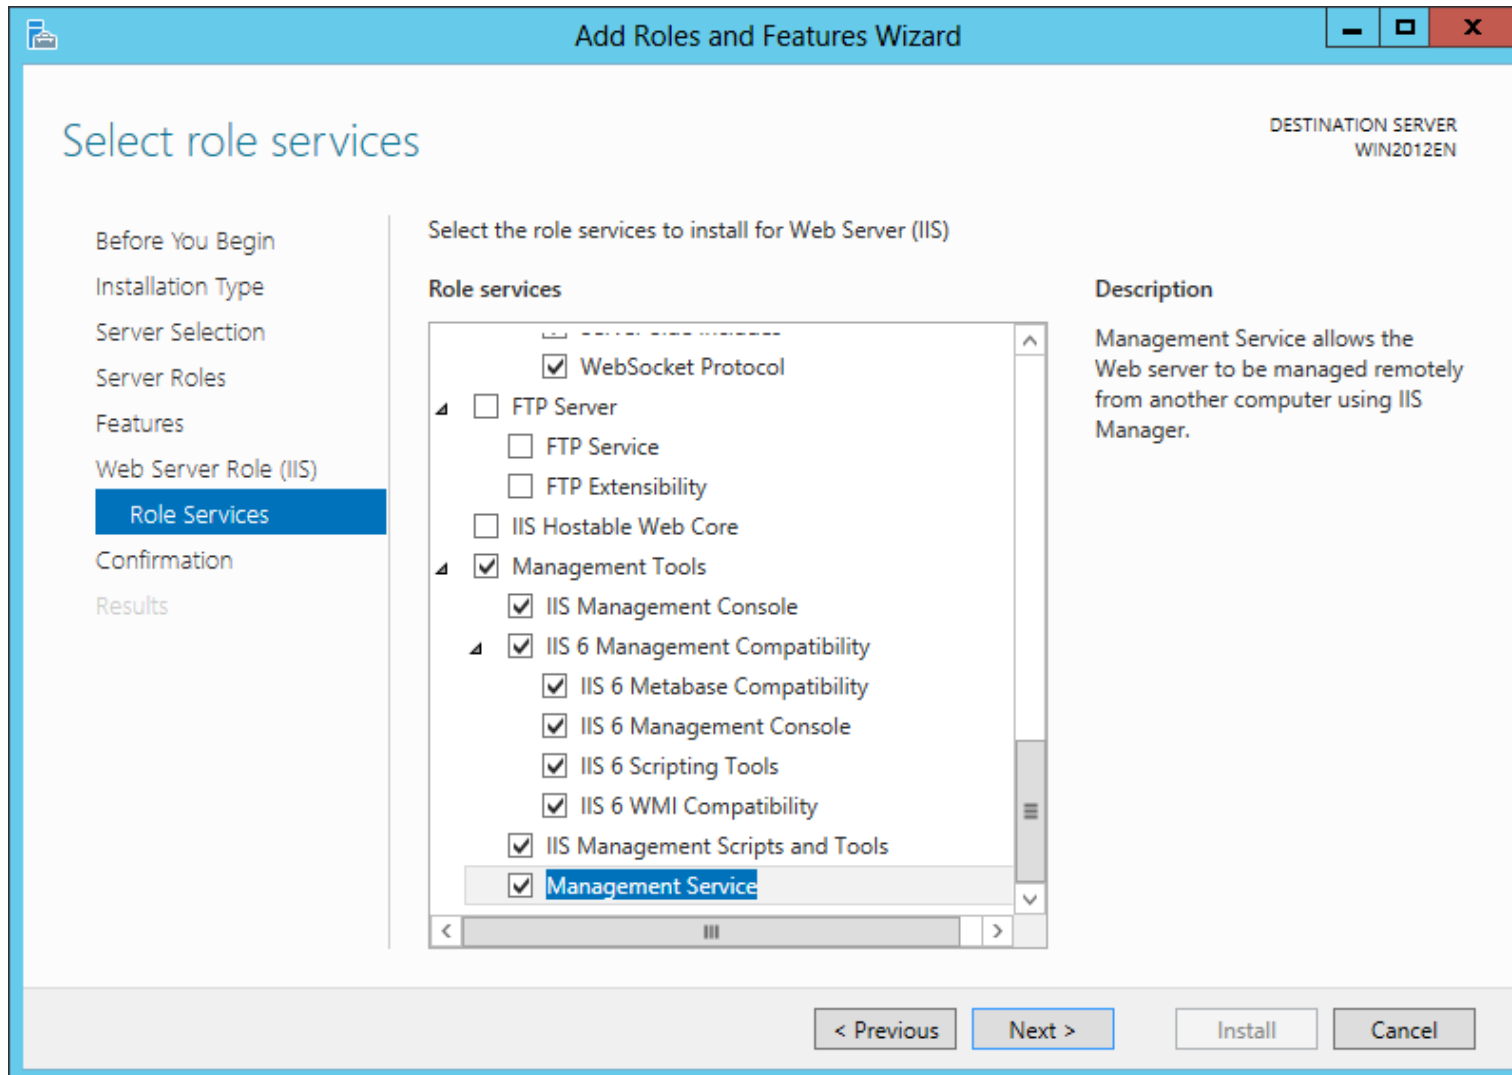 Add Roles and Features Wizard
Select role services
DESTINATION SERVER
WIN2012EN
Before You Begin
Installation Type
Server Selection
Server Roles
Features
Web Server Role (IIS)
Role Services
Confirmation
Results
Select the role services to install for Web Server (IIS)
Role services
WebSocket Protocol
FTP Server
FTP Service
FTP Extensibility
IIS Hostable Web Core
Management Tools
IIS Management Console
IIS 6 Management Compatibility
IIS 6 Metabase Compatibility
IIS 6 Management Console
IIS 6 Scripting Tools
IIS 6 WMI Compatibility
IIS Management Scripts and Tools
Management Service
Description
Management Service allows the
Web server to be managed remotely
from another computer using IIS
Manager.
< Previous
Next >
Install
Cancel